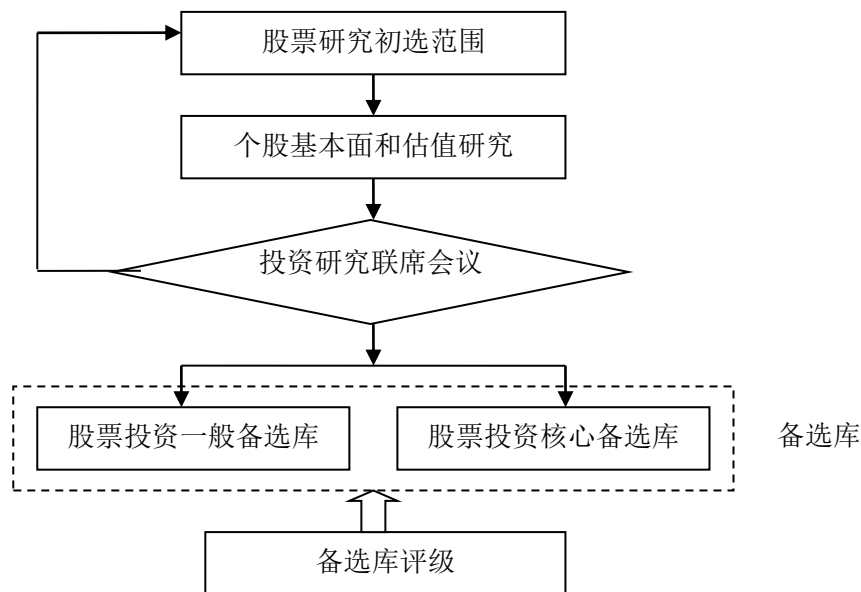 股票研究初选范围
个股基本面和估值研究
投资研究联席会议
股票投资一般备选库
股票投资核心备选库
备选库
备选库评级